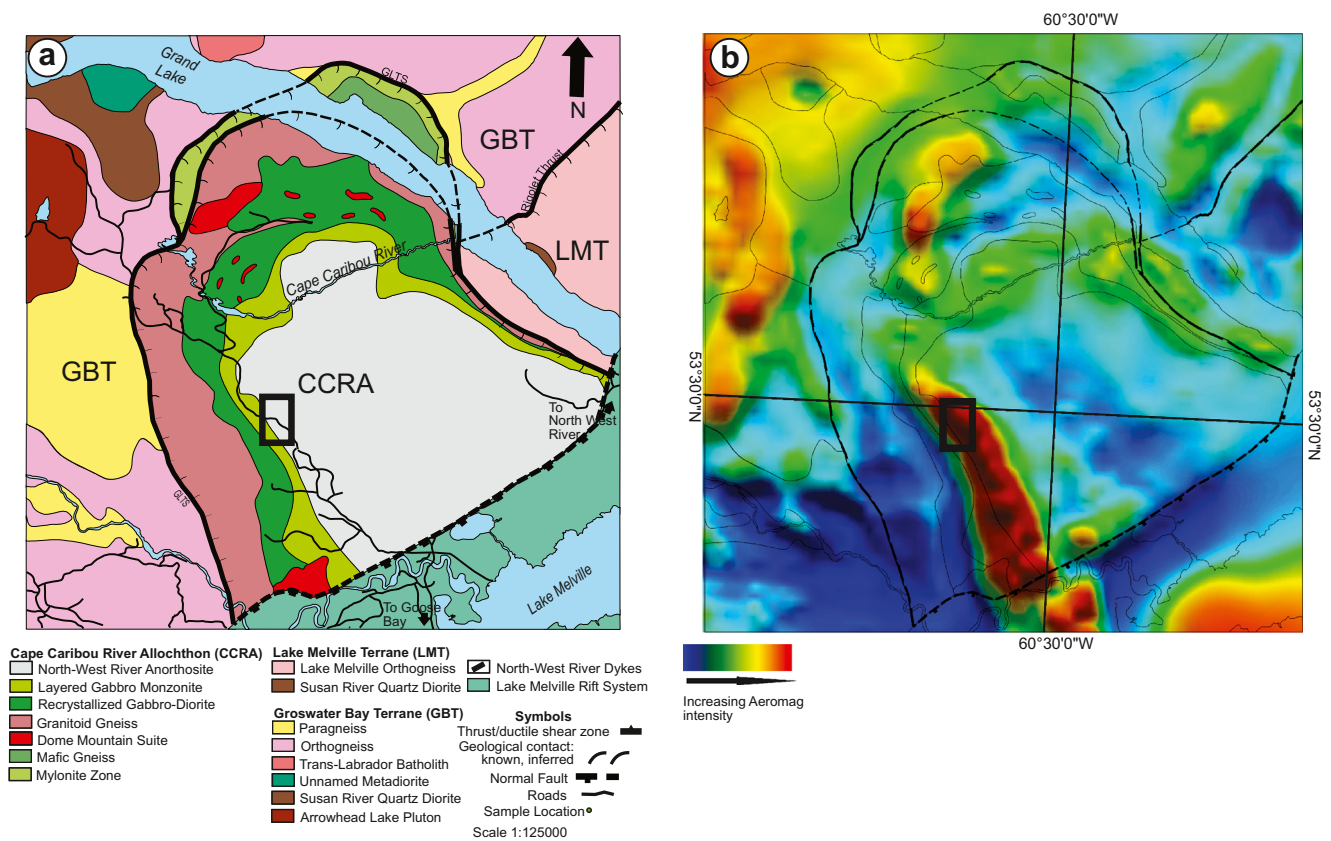 a
Grand
Lake
GLTS
N
GBT
Rigolet Thrust
LMT
Cape Caribou River
GBT
CCRA
To
North West
River
GLTS
To Goose
Bay
Lake Melville
Cape Caribou River Allochthon (CCRA)
North-West River Anorthosite
Layered Gabbro Monzonite
Recrystallized Gabbro-Diorite
Granitoid Gneiss
Dome Mountain Suite
Mafic Gneiss
Mylonite Zone
Lake Melville Terrane (LMT)
Lake Melville Orthogneiss
Susan River Quartz Diorite
North-West River Dykes
Lake Melville Rift System
Groswater Bay Terrane (GBT)
Paragneiss
Orthogneiss
Trans-Labrador Batholith
Unnamed Metadiorite
Susan River Quartz Diorite
Arrowhead Lake Pluton
Symbols
Thrust/ductile shear zone
Geological contact:
known, inferred
Normal Fault
Roads
Sample Location
Scale 1:125000
b
60°30'0"W
53°30'0"N
53°30'0"N
60°30'0"W
Increasing Aeromag
intensity